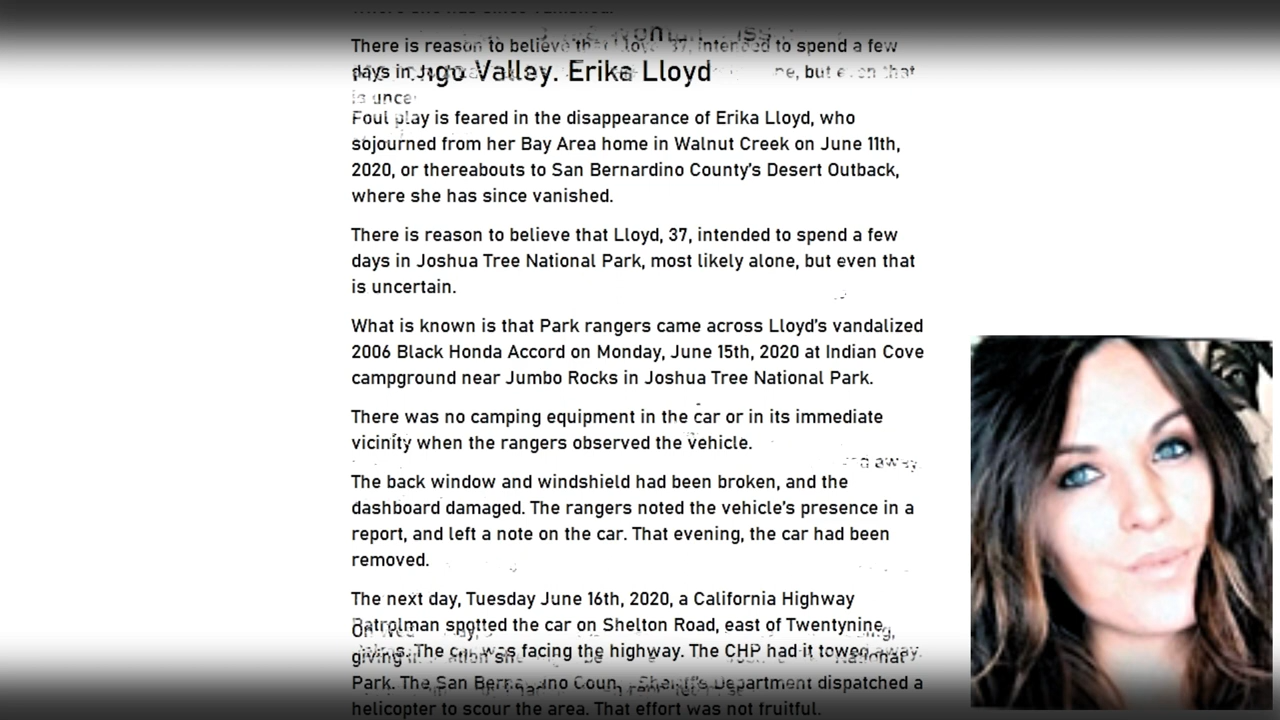 There is reason to believe 37, intended to spend a few
days in Valley. Erika Lloyd but even that
is
Foul play is feared in the disappearance of Erika Lloyd, who
sojourned from her Bay Area home in Walnut Creek on June 11th,
2020, or thereabouts to San Bernardino County's Desert Outback,
where she has since vanished.
There is reason to believe that Lloyd, 37, intended to spend a few
days in Joshua Tree National Park, most likely alone, but even that
is uncertain.
What is known is that Park rangers came across Lloyd's vandalized
2006 Black Honda Accord on Monday, June 15th, 2020 at Indian Cove
campground near Jumbo Rocks in Joshua Tree National Park.
There was no camping equipment in the car or in its immediate
vicinity when the rangers observed the vehicle.
The back window and windshield had been broken, and the
dashboard damaged. The rangers noted the vehicle's presence in a
report, and left a note on the car. That evening, the car had been
removed.
The next day, Tuesday June 16th, 2020, a California Highway
Patrolman spotted the car on Shelton Road, east of Twentynine
The car was facing the highway. The CHP had it towed away.
Park. The San Department dispatched a
helicopter to scour the area. That effort was not fruitful.